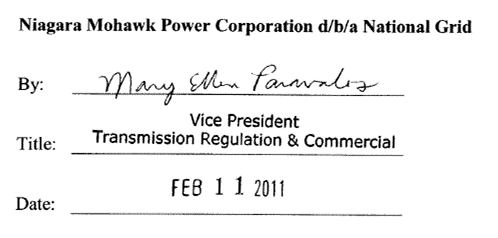 Niagara Mohawk Power Corporation d/b/a National Grid
By: Mary Ellen Paravalos
Vice President
Title: Transmission Regulation & Commercial
Date: FEB 11 2011